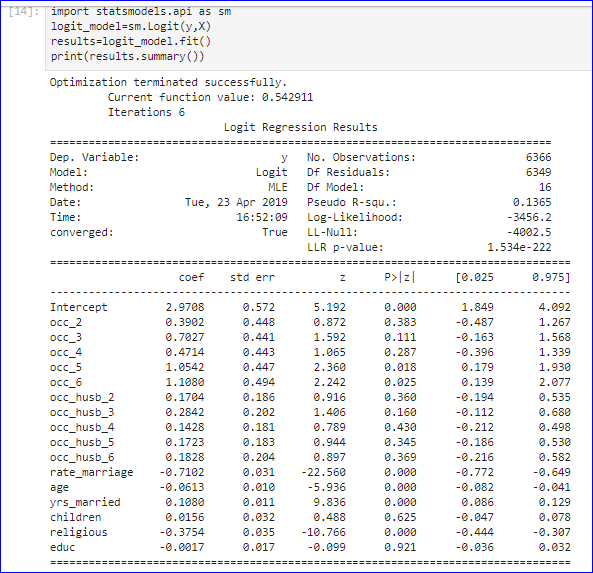 [14]: import statsmodels.api as sm
logit_model=sm.Logit(y,X)
results=logit_model.fit()
print(results.summary())
Optimization terminated successfully.
         Current function value: 0.542911
         Iterations 6
                           Logit Regression Results
==============================================================================
Dep. Variable:                      y   No. Observations:                 6366
Model:                          Logit   Df Residuals:                     6349
Method:                           MLE   Df Model:                           16
Date:                Tue, 23 Apr 2019   Pseudo R-squ.:                  0.1365
Time:                        16:52:09   Log-Likelihood:                -3456.2
converged:                       True   LL-Null:                       -4002.5
                                        LLR p-value:                1.534e-222
==============================================================================
                    coef    std err          z      P>|z|      [0.025      0.975]
------------------------------------------------------------------------------
Intercept         2.9708      0.572      5.192      0.000       1.849       4.092
occ_2             0.3902      0.448      0.872      0.383      -0.487       1.267
occ_3             0.7027      0.441      1.592      0.111      -0.163       1.568
occ_4             0.4714      0.443      1.065      0.287      -0.396       1.339
occ_5             1.0542      0.447      2.360      0.018       0.179       1.930
occ_6             1.1080      0.494      2.242      0.025       0.139       2.077
occ_husb_2        0.1704      0.186      0.916      0.360      -0.194       0.535
occ_husb_3        0.2842      0.202      1.406      0.160      -0.112       0.680
occ_husb_4        0.1428      0.181      0.789      0.430      -0.212       0.498
occ_husb_5        0.1723      0.183      0.944      0.345      -0.186       0.530
occ_husb_6        0.1828      0.204      0.897      0.369      -0.216       0.582
rate_marriage    -0.7102      0.031    -22.560      0.000      -0.772      -0.649
age              -0.0613      0.010     -5.936      0.000      -0.082      -0.041
yrs_married       0.1080      0.011      9.836      0.000       0.086       0.129
children          0.0156      0.032      0.488      0.625      -0.047       0.078
religious        -0.3754      0.035    -10.766      0.000      -0.444      -0.307
educ             -0.0017      0.017     -0.099      0.921      -0.036       0.032
==============================================================================